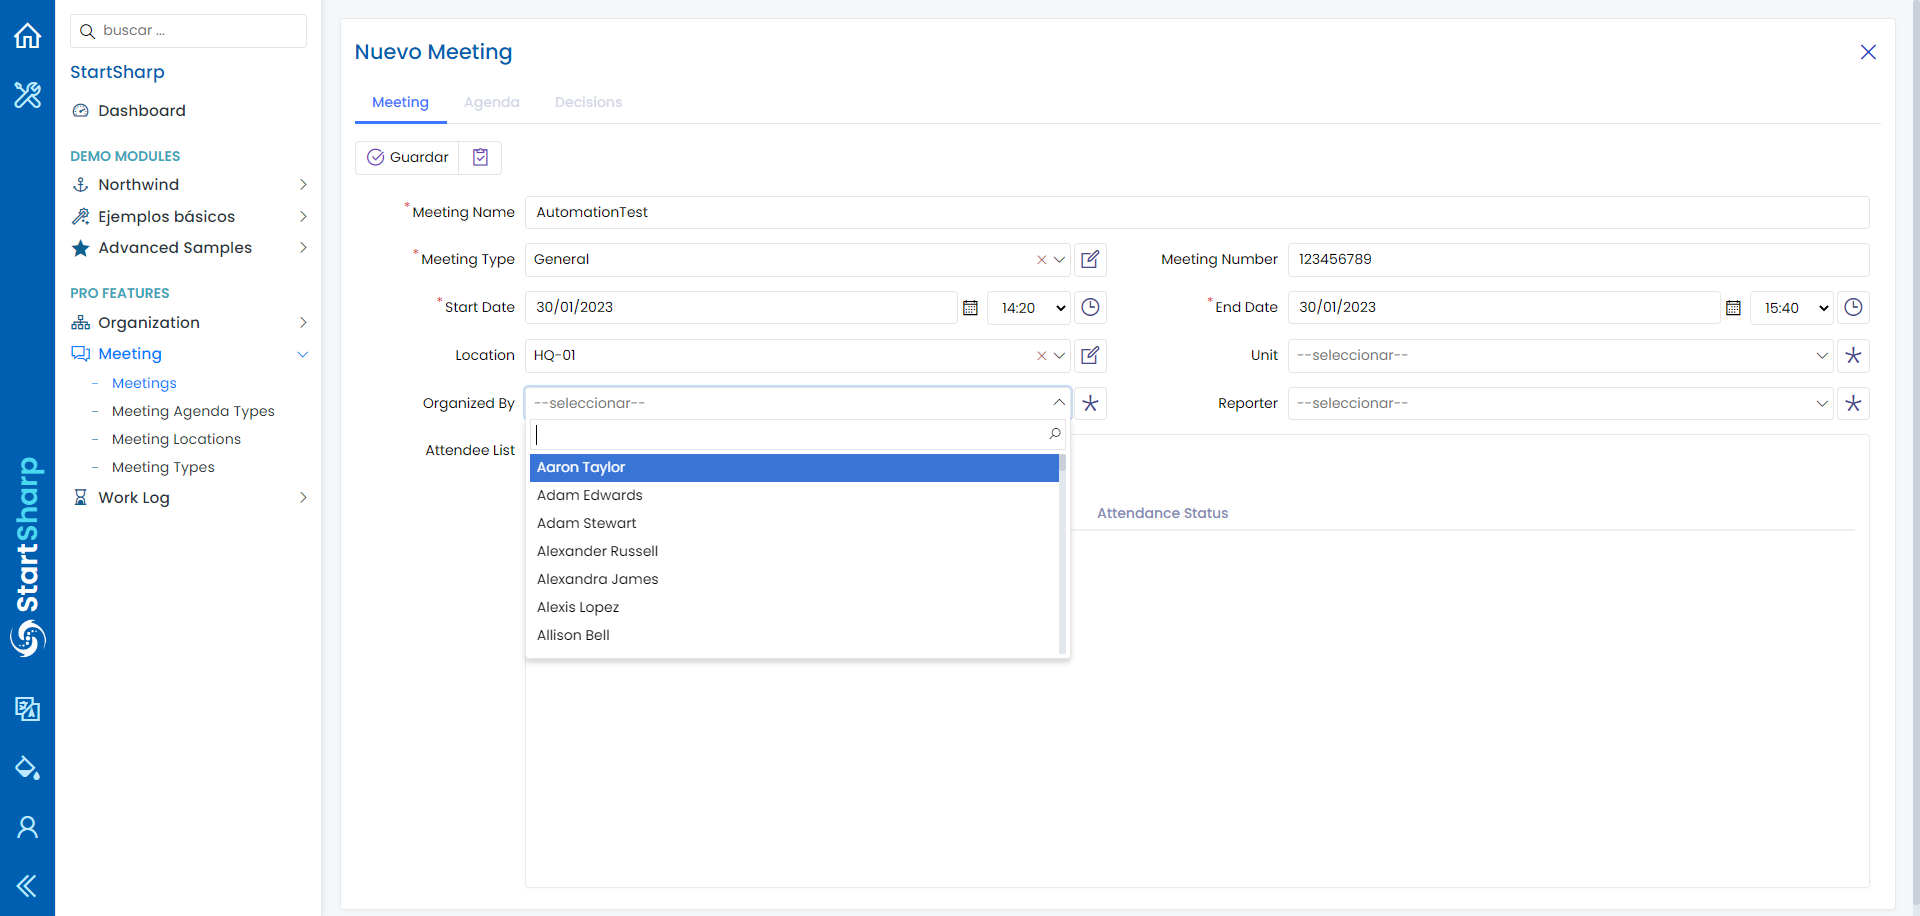 buscar ...
StartSharp
Dashboard
DEMO MODULES
Northwind
Ejemplos básicos
Advanced Samples
PRO FEATURES
Organization
Meeting
- Meetings
- Meeting Agenda Types
- Meeting Locations
- Meeting Types
Work Log
StartSharp
Nuevo Meeting
Meeting Agenda Decisions
Guardar
*Meeting Name AutomationTest
*Meeting Type General Meeting Number 123456789
*Start Date 30/01/2023 14:20 *End Date 30/01/2023 15:40
Location HQ-01 Unit --seleccionar--
Organized By --seleccionar-- Reporter --seleccionar--
Attendee List
Aaron Taylor
Adam Edwards
Attendance Status
Adam Stewart
Alexander Russell
Alexandra James
Alexis Lopez
Allison Bell